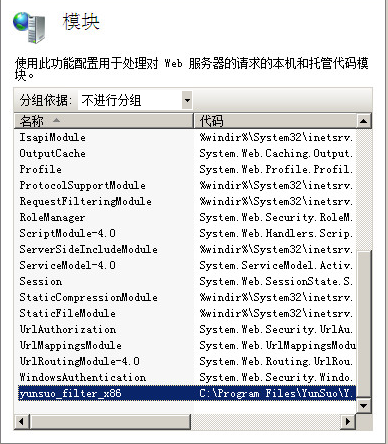 模块
使用此功能配置用于处理对 Web 服务器的请求的本机和托管代码模
块。
分组依据: 不进行分组
名称 代码
IsapiModule %windir%\System32\inetsrv.
OutputCache System.Web.Caching.Output.
Profile System.Web.Profile.Profil.
ProtocolSupportModule %windir%\System32\inetsrv.
RequestFilteringModule %windir%\System32\inetsrv.
RoleManager System.Web.Security.RoleM.
ScriptModule-4.0 System.Web.Handlers.Scrip.
ServerSideIncludeModule %windir%\System32\inetsrv.
ServiceModel-4.0 System.ServiceModel.Activ.
Session System.Web.SessionState.S.
StaticCompressionModule %windir%\System32\inetsrv.
StaticFileModule %windir%\System32\inetsrv.
UrlAuthorization System.Web.Security.UrlAu.
UrlMappingsModule System.Web.UrlMappingsModu
UrlRoutingModule-4.0 System.Web.Routing.UrlRou.
WindowsAuthentication System.Web.Security.Windo.
yunsuo_filter_x86 C:\Program Files\YunSuo\Y.